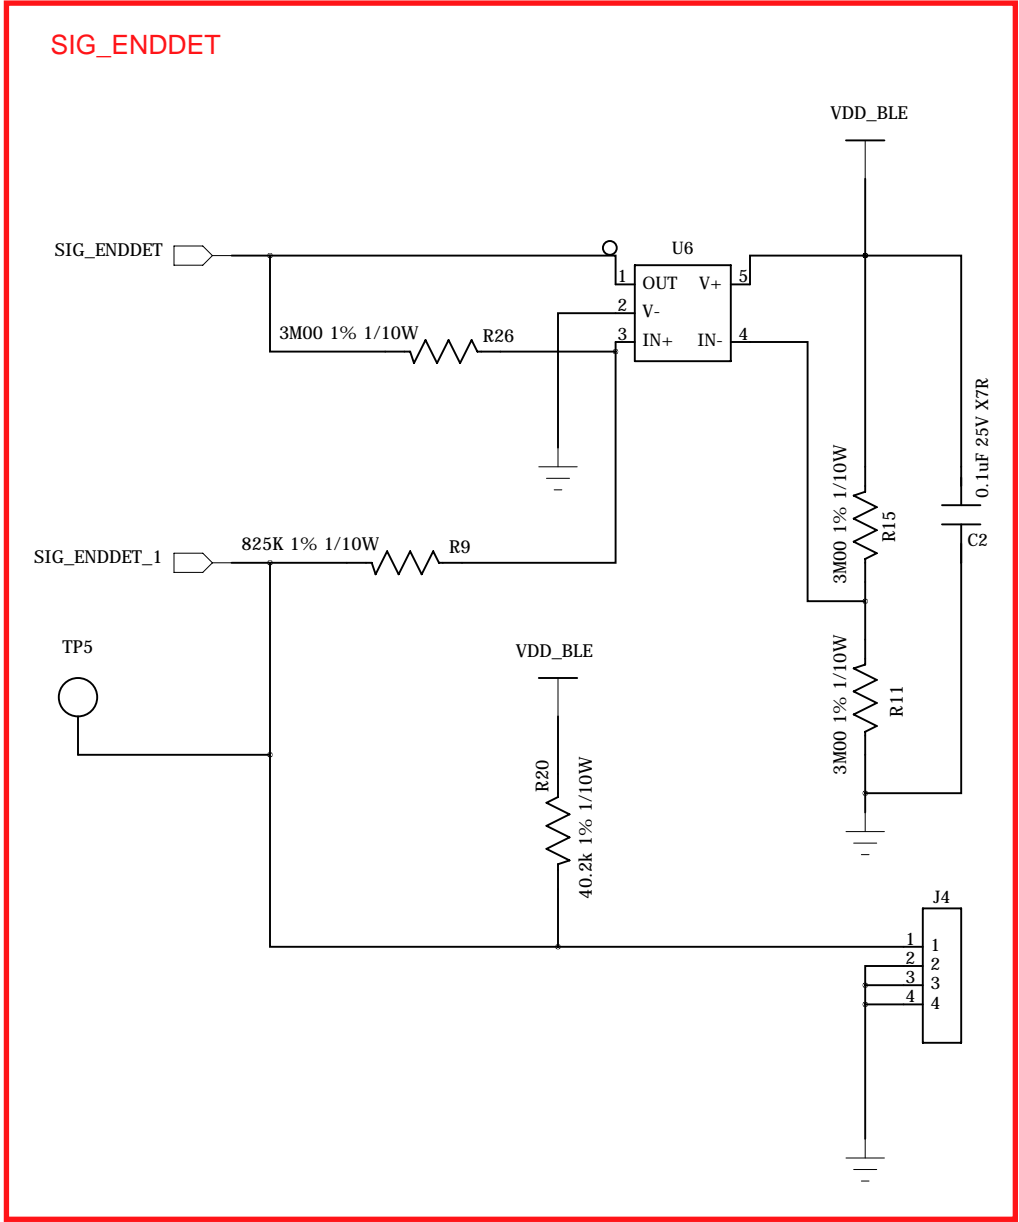 SIG_ENDDET
VDD_BLE
SIG_ENDDET
U6
1 OUT V+ 5
2 V-
3 IN+ IN- 4
3M00 1% 1/10W R26
0.1uF 25V X7R
C2
3M00 1% 1/10W
R15
SIG_ENDDET_1
825K 1% 1/10W R9
TP5
VDD_BLE
3M00 1% 1/10W
R11
R20
40.2k 1% 1/10W
J4
1 1
2 2
3 3
4 4